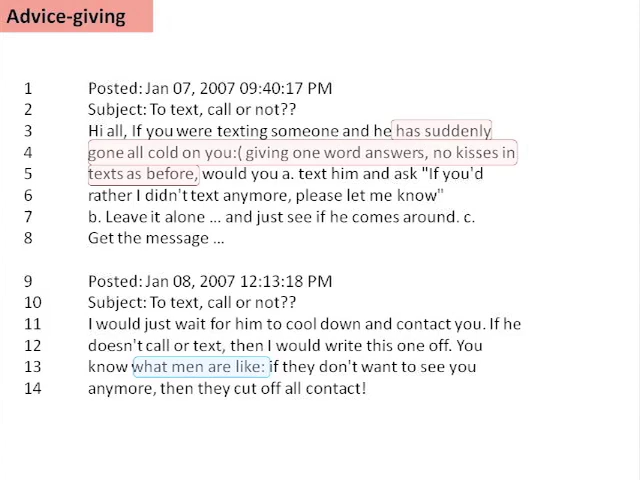 Advice-giving
1 Posted: Jan 07, 2007 09:40:17 PM
2 Subject: To text, call or not??
3 Hi all, If you were texting someone and he has suddenly
4 gone all cold on you:( giving one word answers, no kisses in
5 texts as before, would you a. text him and ask "If you'd
6 rather I didn't text anymore, please let me know"
7 b. Leave it alone ... and just see if he comes around. c.
8 Get the message ...
9 Posted: Jan 08, 2007 12:13:18 PM
10 Subject: To text, call or not??
11 I would just wait for him to cool down and contact you. If he
12 doesn't call or text, then I would write this one off. You
13 know what men are like: if they don't want to see you
14 anymore, then they cut off all contact!